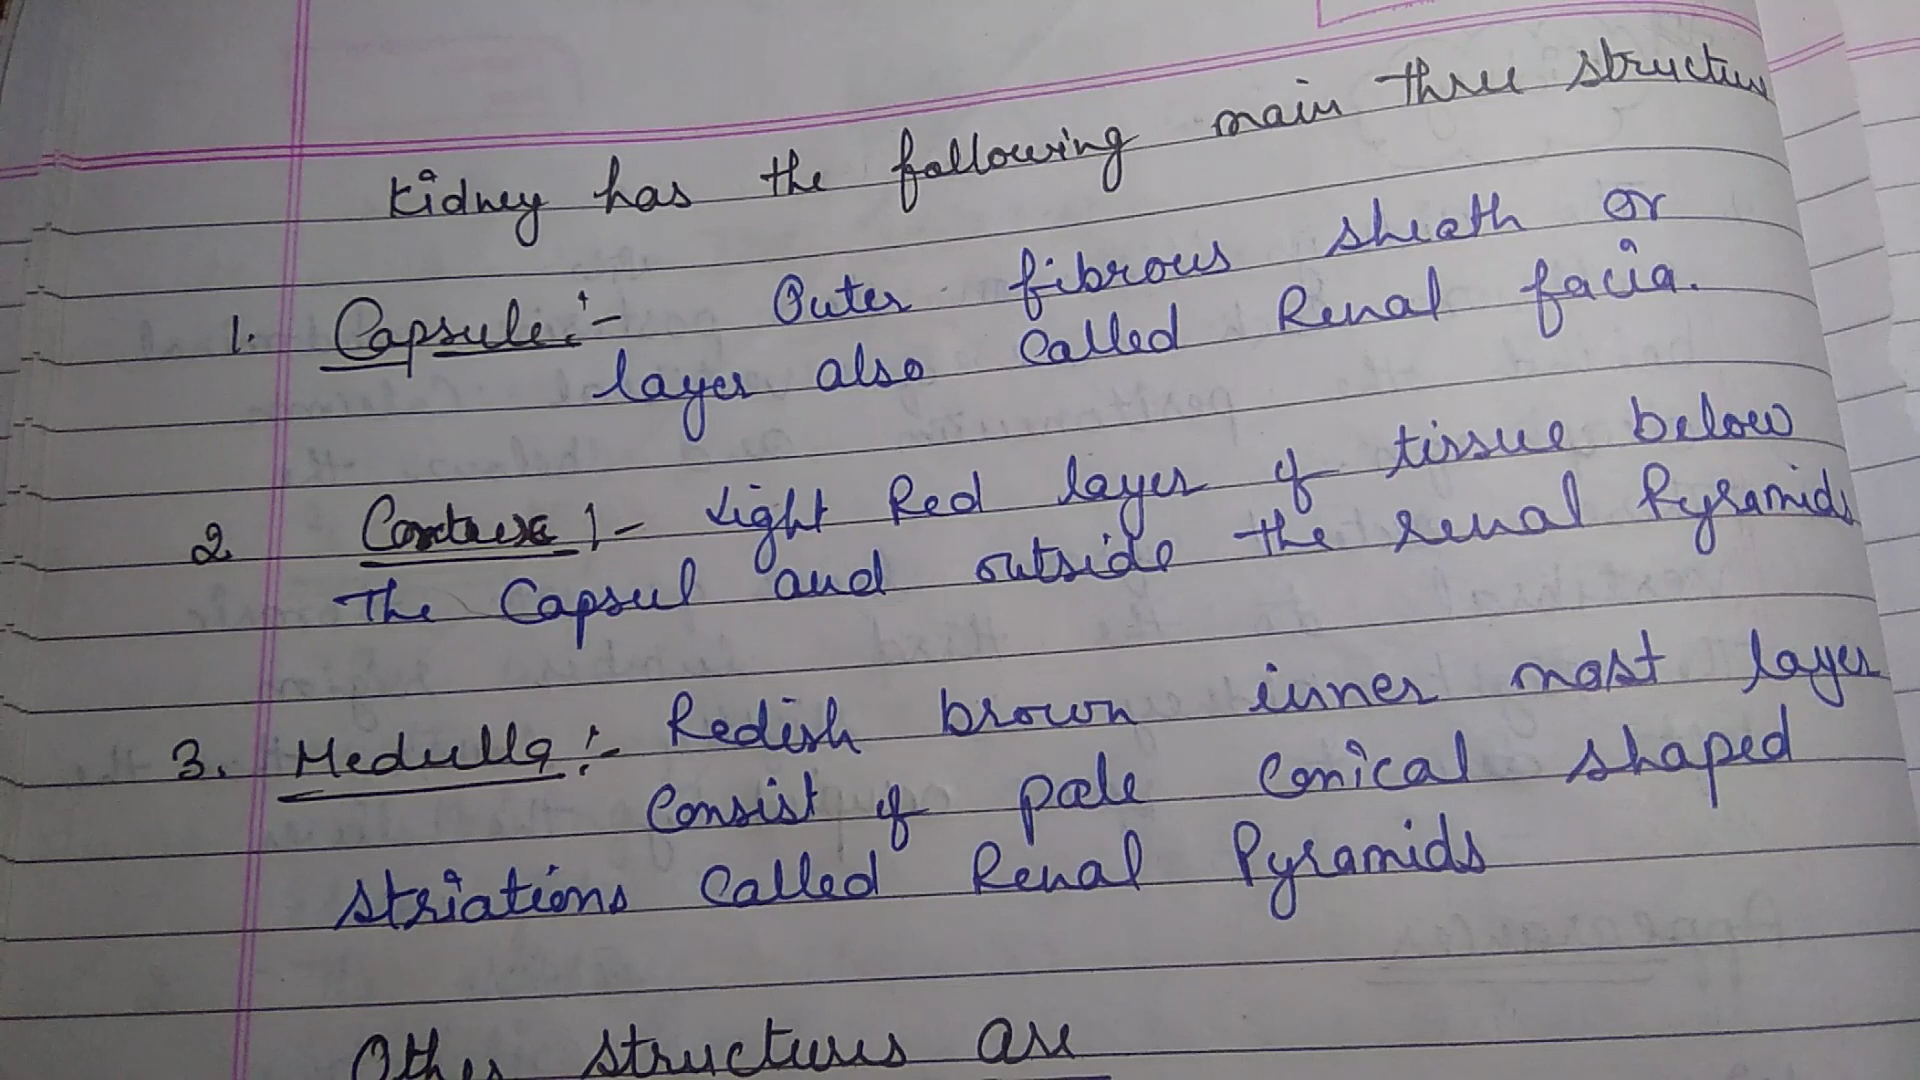 Kidney has the following main three structures
1. Capsule :- Outer fibrous sheath or
layer also called Renal facia.
2. Cortex :- Light Red layer of tissue below
The Capsul and outside the renal Pyramids
3. Medulla :- Redish brown inner most layer
Consist of pale Conical shaped
striations Called Renal Pyramids
Other structures are